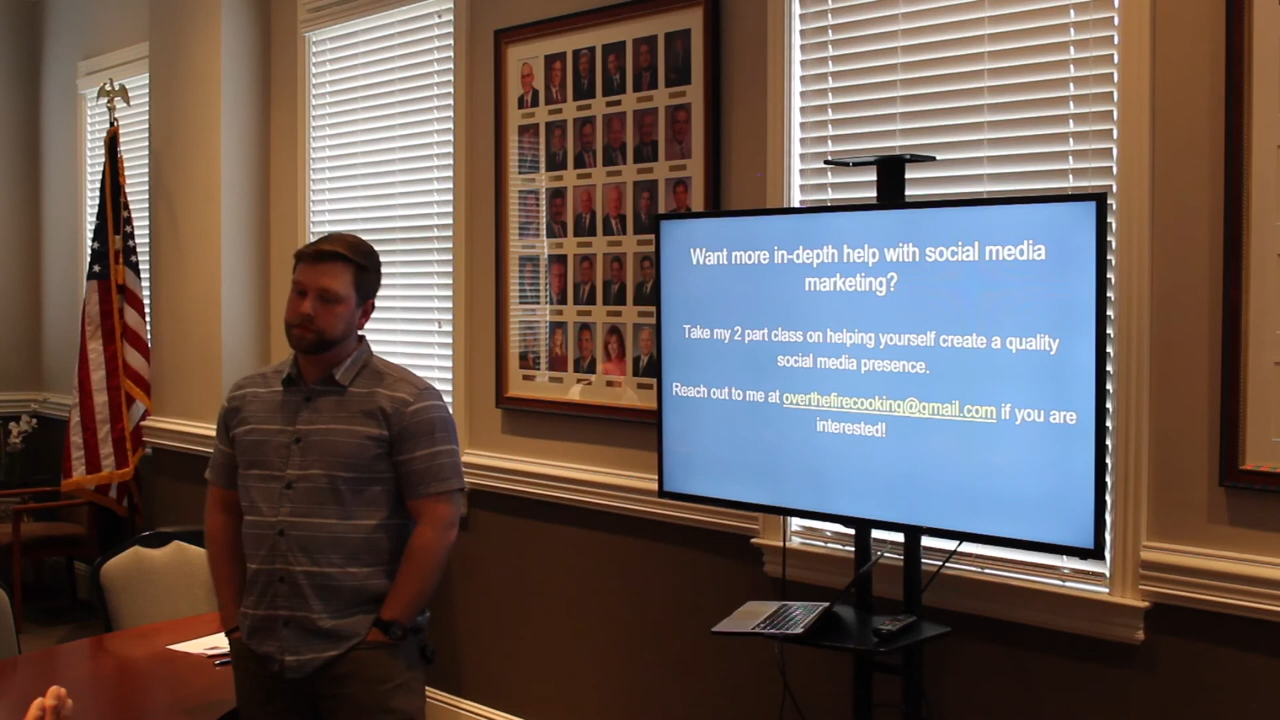 Want more in-depth help with social media
marketing?
Take my 2 part class on helping yourself create a quality
social media presence.
Reach out to me at overthefirecooking@gmail.com if you are
interested!